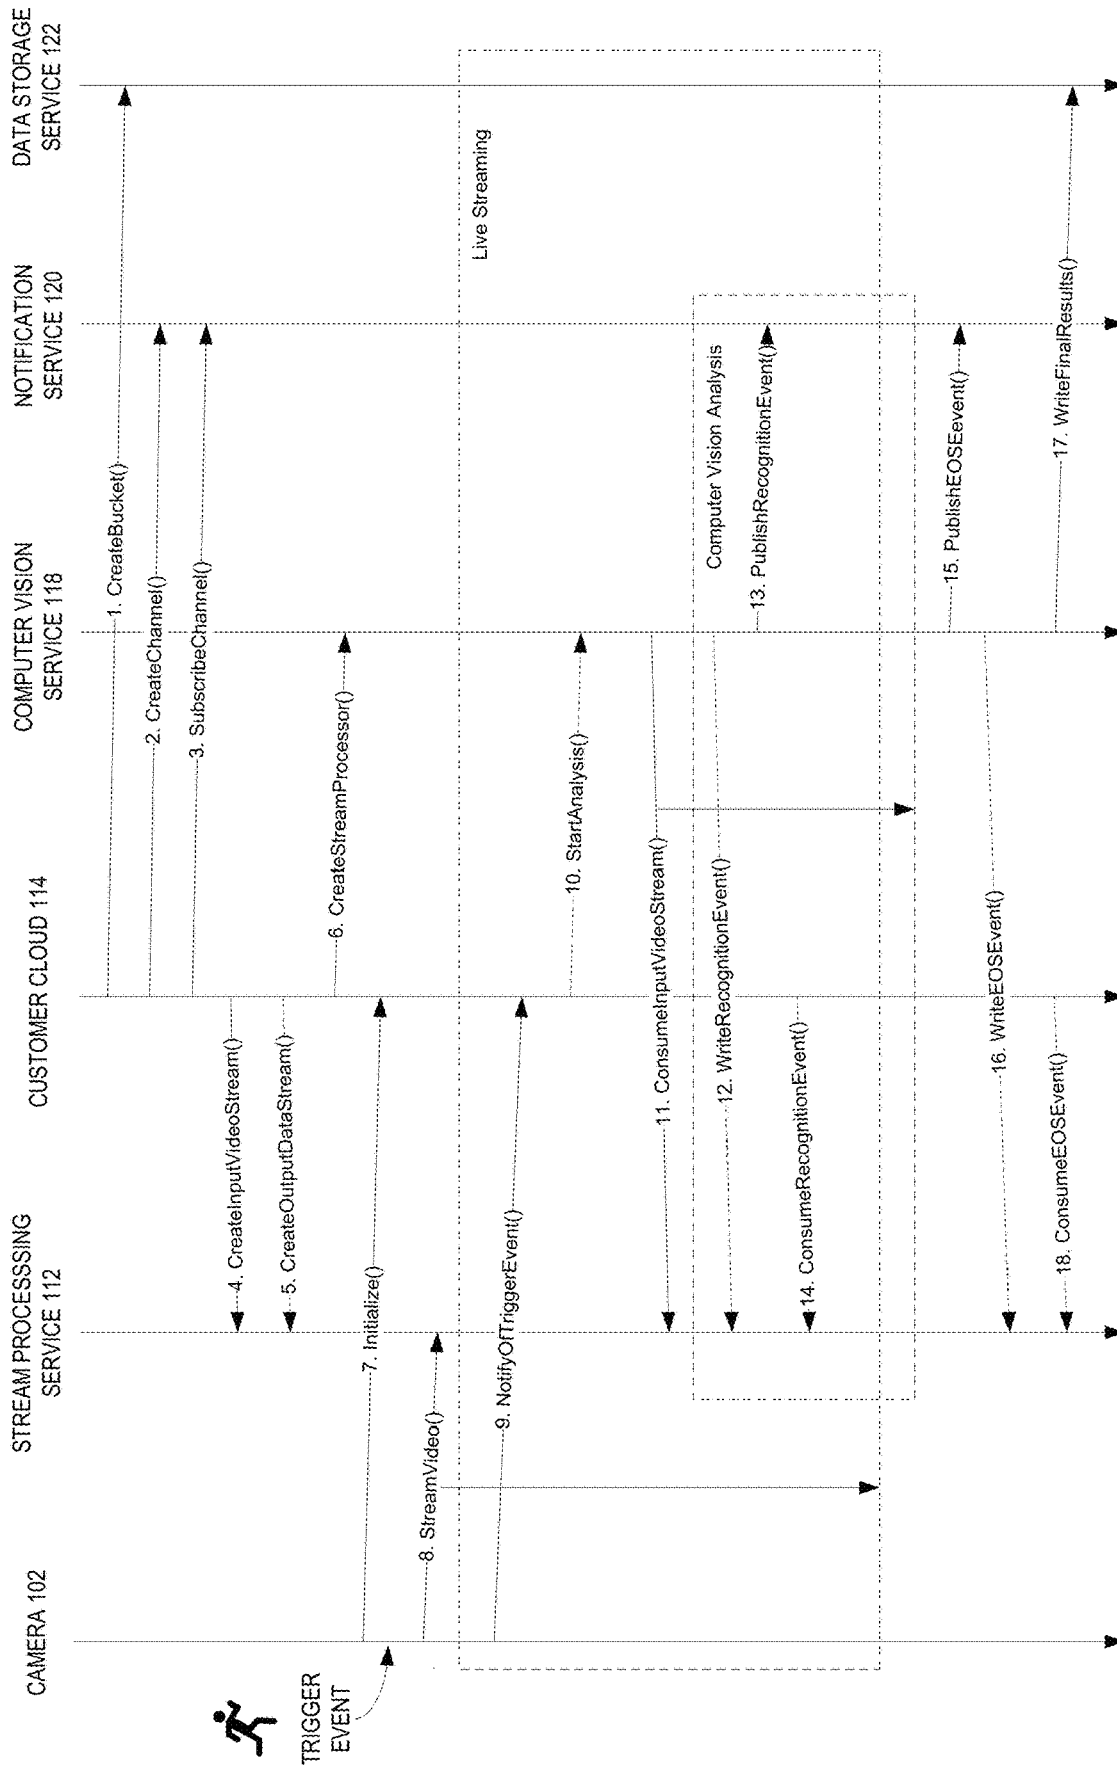 CAMERA 102
STREAM PROCESSSING
SERVICE 112
CUSTOMER CLOUD 114
COMPUTER VISION
SERVICE 118
NOTIFICATION
SERVICE 120
DATA STORAGE
SERVICE 122
1. CreateBucket()
2. CreateChannel()
3. SubscribeChannel()
4. CreateInputVideoStream()
5. CreateOutputDataStream()
6. CreateStreamProcessor()
7. Initialize()
TRIGGER
EVENT
8. StreamVideo()
Live Streaming
9. NotifyOfTriggerEvent()
10. StartAnalysis()
11. ConsumeInputVideoStream()
Computer Vision Analysis
12. WriteRecognitionEvent()
13. PublishRecognitionEvent()
14. ConsumeRecognitionEvent()
15. PublishEOSEevent()
16. WriteEOSEvent()
17. WriteFinalResults()
18. ConsumeEOSEvent()